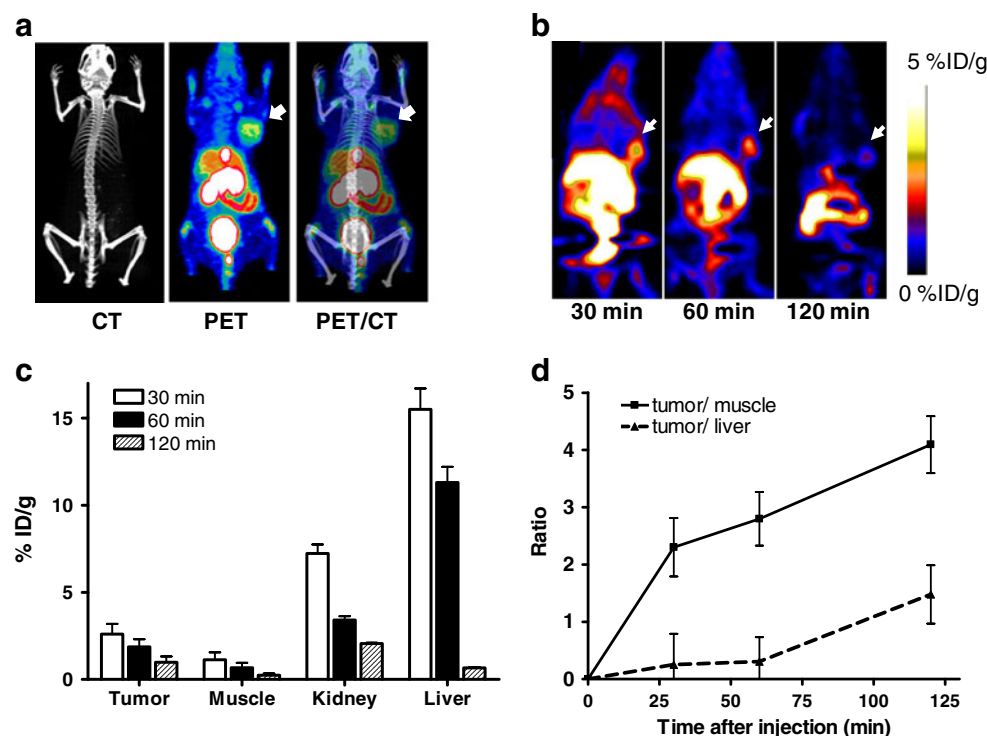 a
CT
PET
PET/CT
b
5 %ID/g
0 %ID/g
30 min
60 min
120 min
c
30 min
60 min
120 min
% ID/g
15
10
5
0
Tumor
Muscle
Kidney
Liver
d
tumor/ muscle
tumor/ liver
Ratio
5
4
3
2
1
0
0
25
50
75
100
125
Time after injection (min)